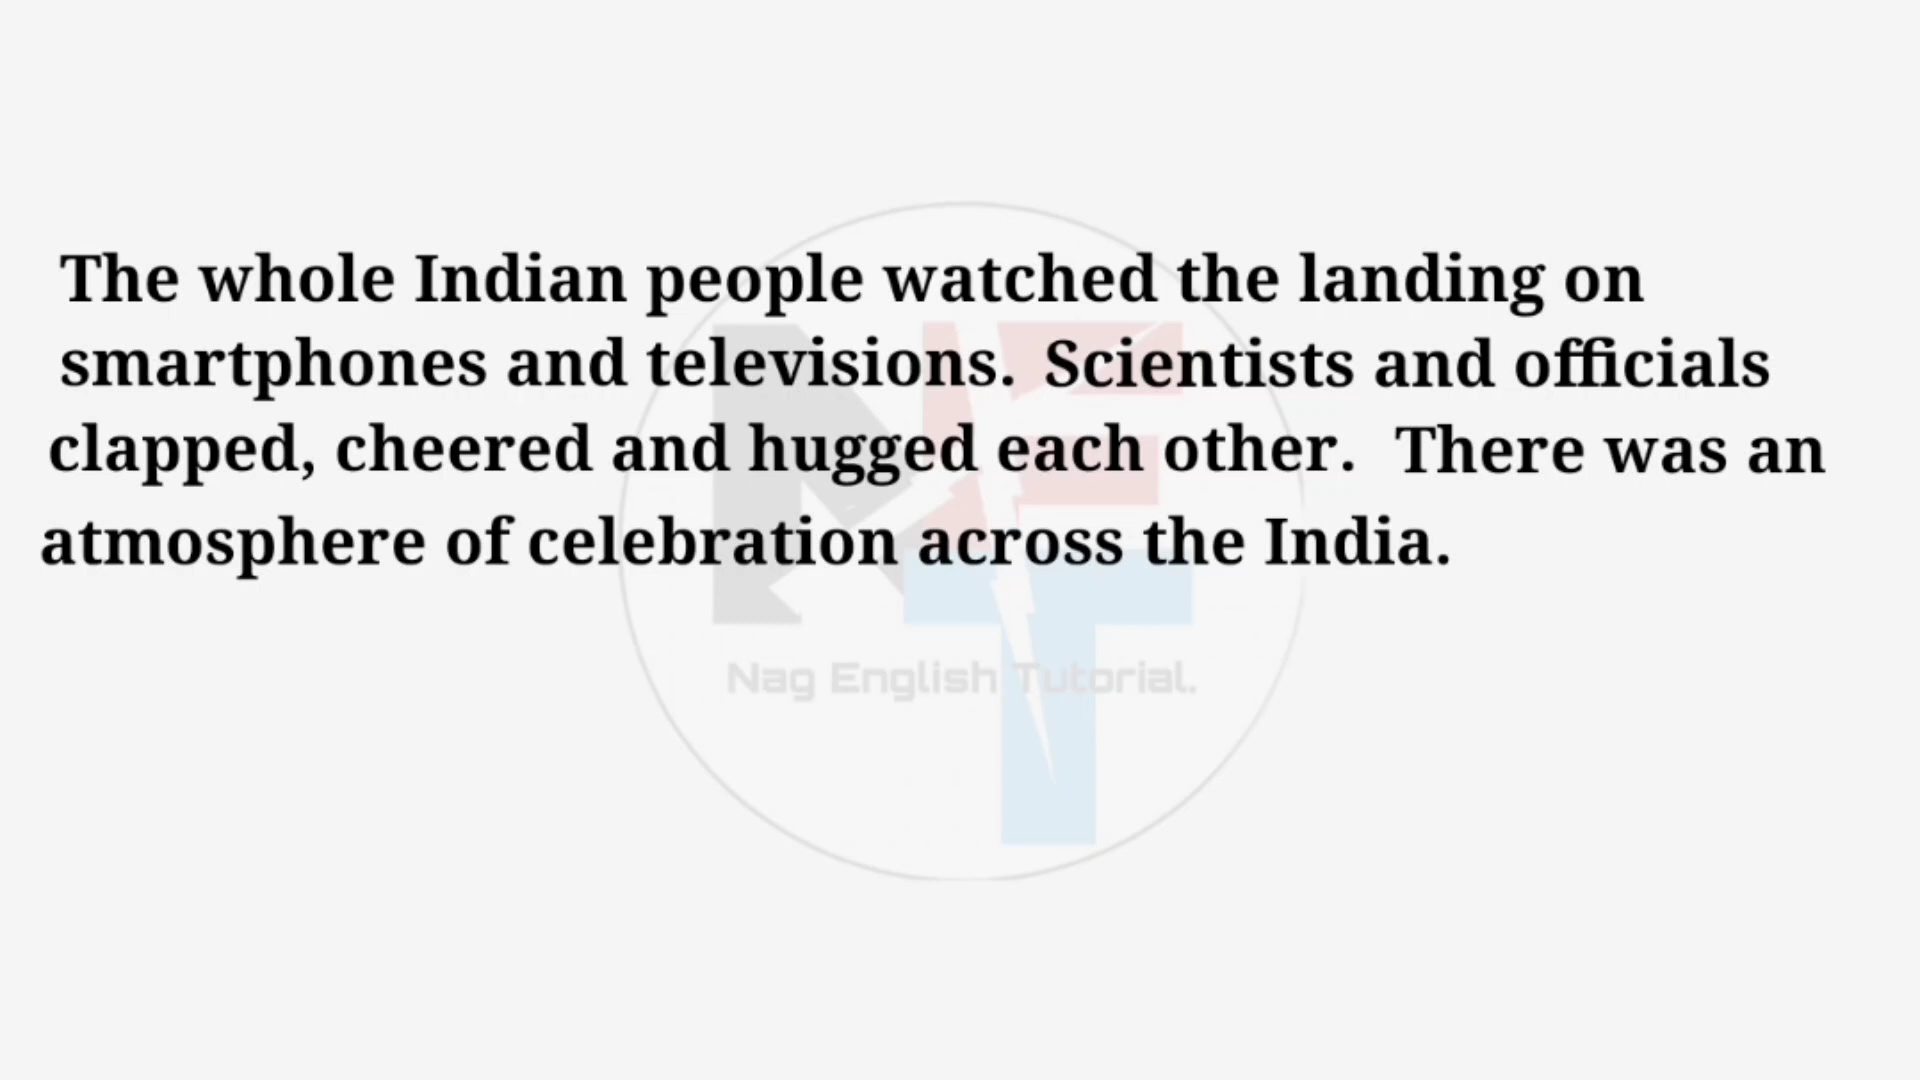 The whole Indian people watched the landing on
smartphones and televisions. Scientists and officials
clapped, cheered and hugged each other. There was an
atmosphere of celebration across the India.
NET
Nag English Tutorial.